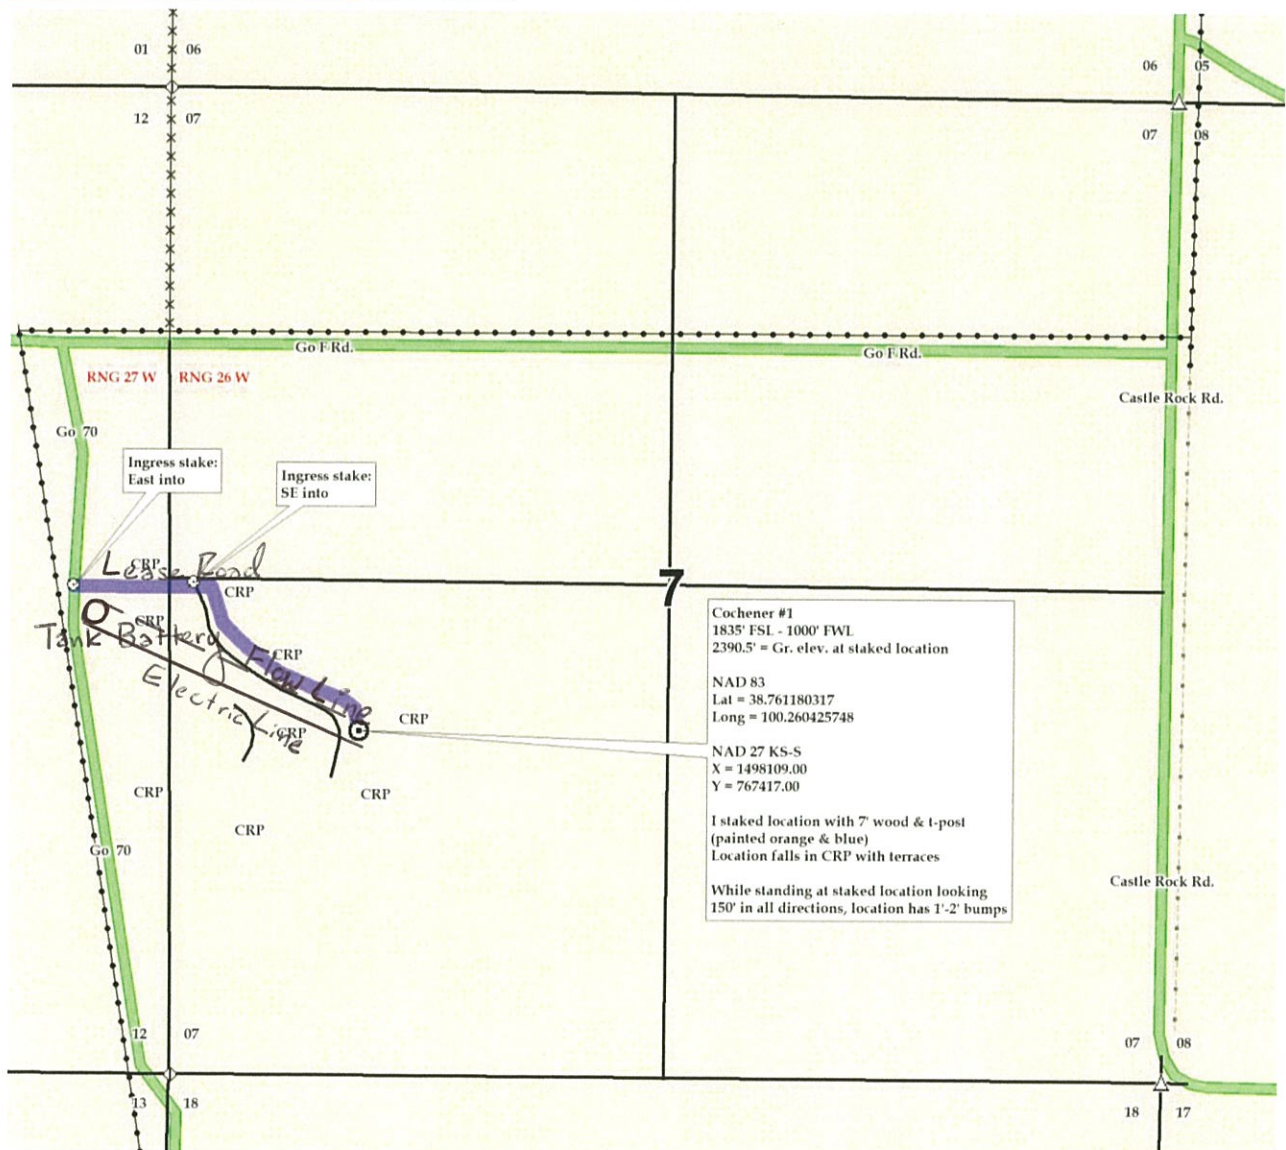 01 06
06 05
12 07
07 08
Go F Rd.
Go F Rd.
RNG 27 W RNG 26 W
Castle Rock Rd.
Go 70
Ingress stake:
East into
Ingress stake:
SE into
CRP
Lease Road
CRP
7
CRP
Tank Battery
CRP
Flow Line
Electric Line
CRP
CRP
Cochener #1
1835' FSL - 1000' FWL
2390.5' = Gr. elev. at staked location
NAD 83
Lat = 38.761180317
Long = 100.260425748
NAD 27 KS-S
X = 1498109.00
Y = 767417.00
I staked location with 7' wood & t-post
(painted orange & blue)
Location falls in CRP with terraces
While standing at staked location looking
150' in all directions, location has 1'-2' bumps
CRP
CRP
CRP
Go 70
Castle Rock Rd.
12 07
07 08
13 18
18 17